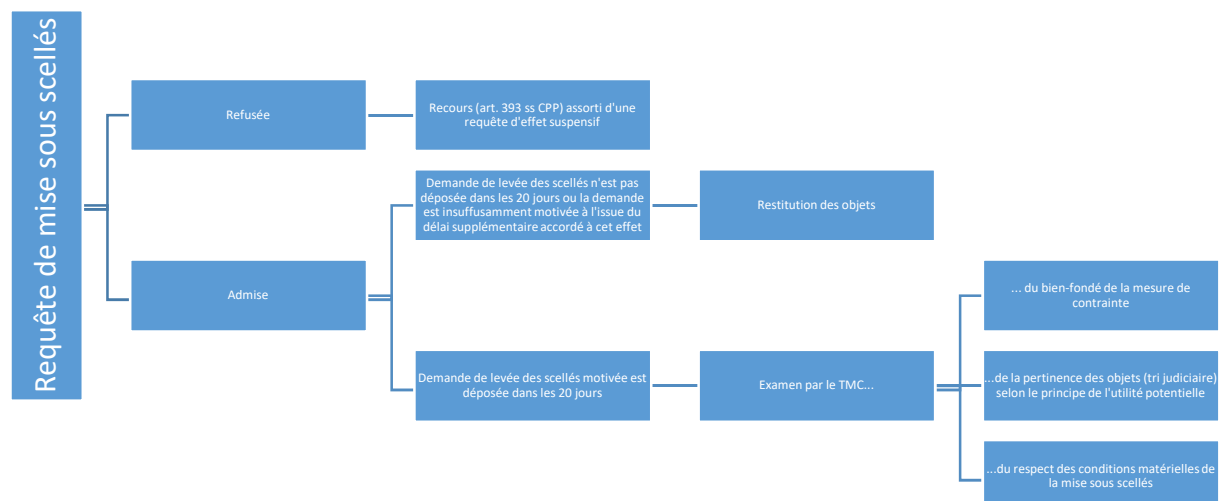 Requête de mise sous scellés
Refusée
Recours (art. 393 ss CPP) assorti d'une
requête d'effet suspensif
Admise
Demande de levée des scellés n'est pas
déposée dans les 20 jours ou la demande
est insuffusamment motivée à l'issue du
délai supplémentaire accordé à cet effet
Restitution des objets
Demande de levée des scellés motivée est
déposée dans les 20 jours
Examen par le TMC...
... du bien-fondé de la mesure de
contrainte
...de la pertinence des objets (tri judiciaire)
selon le principe de l'utilité potentielle
...du respect des conditions matérielles de
la mise sous scellés